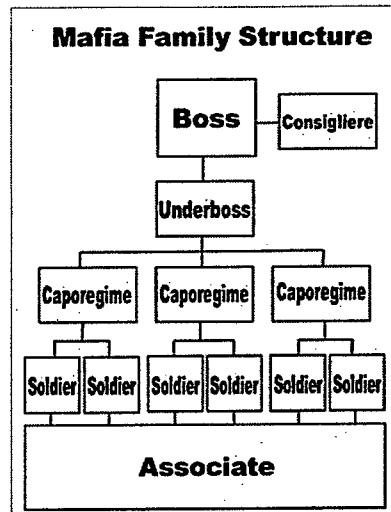 Mafia Family Structure
Boss
Consigliere
Underboss
Caporegime Caporegime Caporegime
Soldier Soldier Soldier Soldier Soldier Soldier
Associate